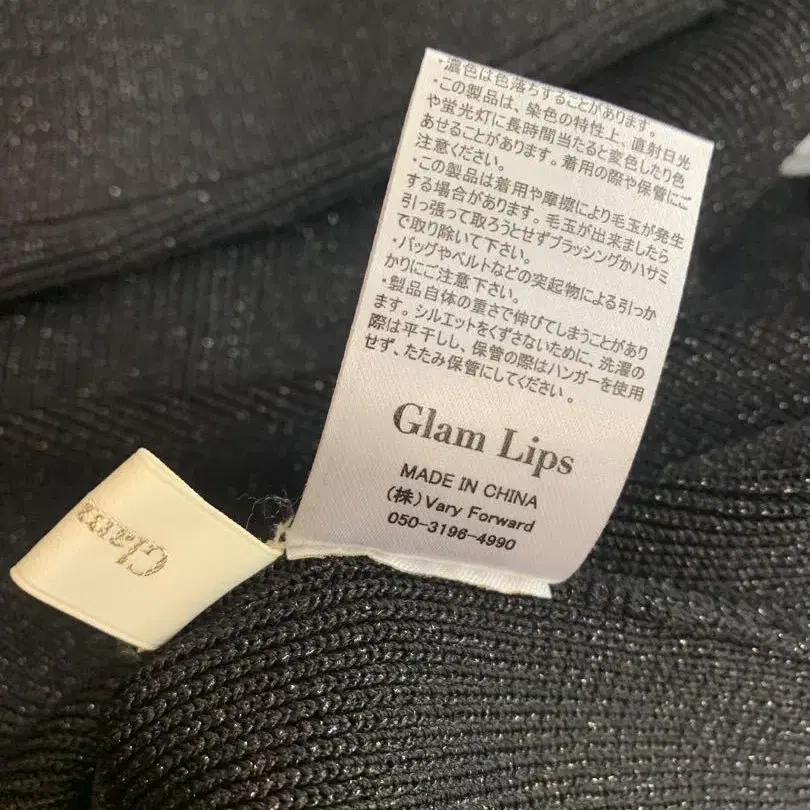 ・濃色は色落ちすることがあります。
・この製品は、染色の特性上、直射日光
や蛍光灯に長時間当たると変色したり色
あせることがあります。着用の際や保管にご
注意ください。
・この製品は着用や摩擦により毛玉が発生
する場合があります。毛玉が出来ましたら
引っ張って取ろうとせずブラッシングかハサミ
で取り除いて下さい。
・バッグやベルトなどの突起物による引っか
かりにご注意下さい。
・製品自体の重さで伸びてしまうことがあり
ます。シルエットをくずさないために、洗濯の
際は平干しし、保管の際はハンガーを使用
せず、たたみ保管にしてください。
Glam Lips
MADE IN CHINA
(株)Vary Forward
050-3196-4990
Glam